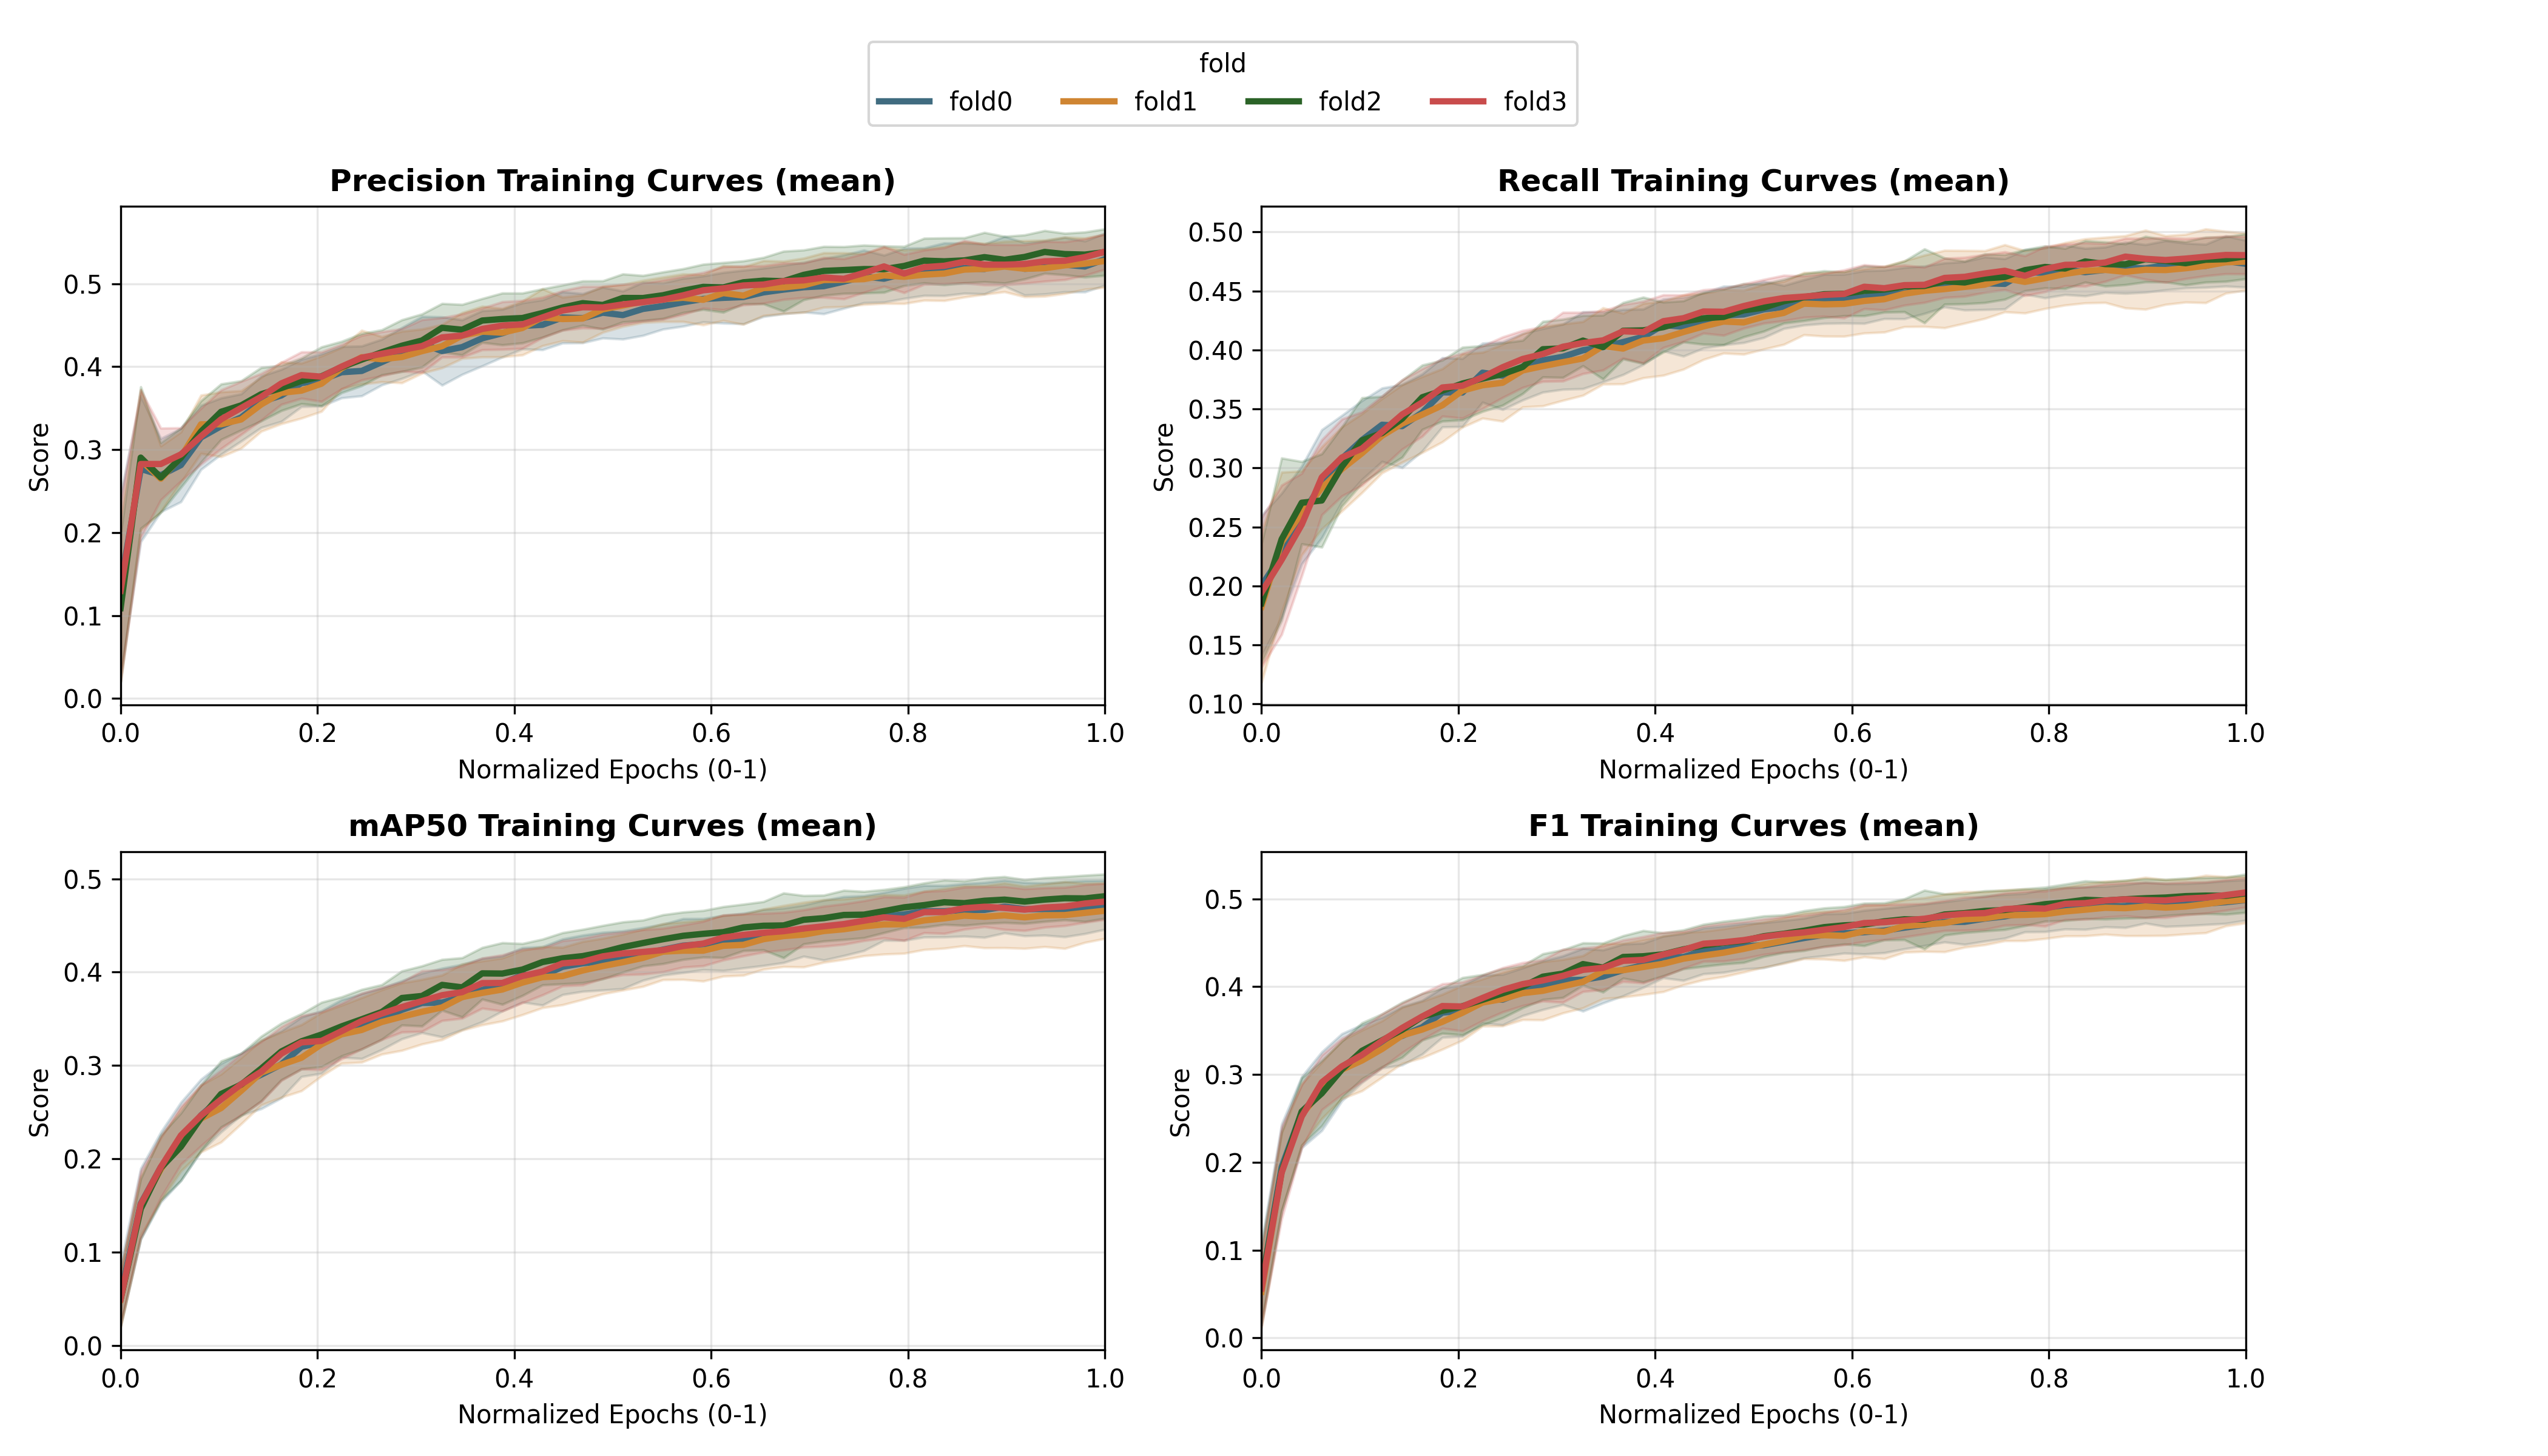 fold
fold0 fold1 fold2 fold3
Precision Training Curves (mean)
Score
0.5
0.4
0.3
0.2
0.1
0.0
0.0 0.2 0.4 0.6 0.8 1.0
Normalized Epochs (0-1)
Recall Training Curves (mean)
Score
0.50
0.45
0.40
0.35
0.30
0.25
0.20
0.15
0.10
0.0 0.2 0.4 0.6 0.8 1.0
Normalized Epochs (0-1)
mAP50 Training Curves (mean)
Score
0.5
0.4
0.3
0.2
0.1
0.0
0.0 0.2 0.4 0.6 0.8 1.0
Normalized Epochs (0-1)
F1 Training Curves (mean)
Score
0.5
0.4
0.3
0.2
0.1
0.0
0.0 0.2 0.4 0.6 0.8 1.0
Normalized Epochs (0-1)